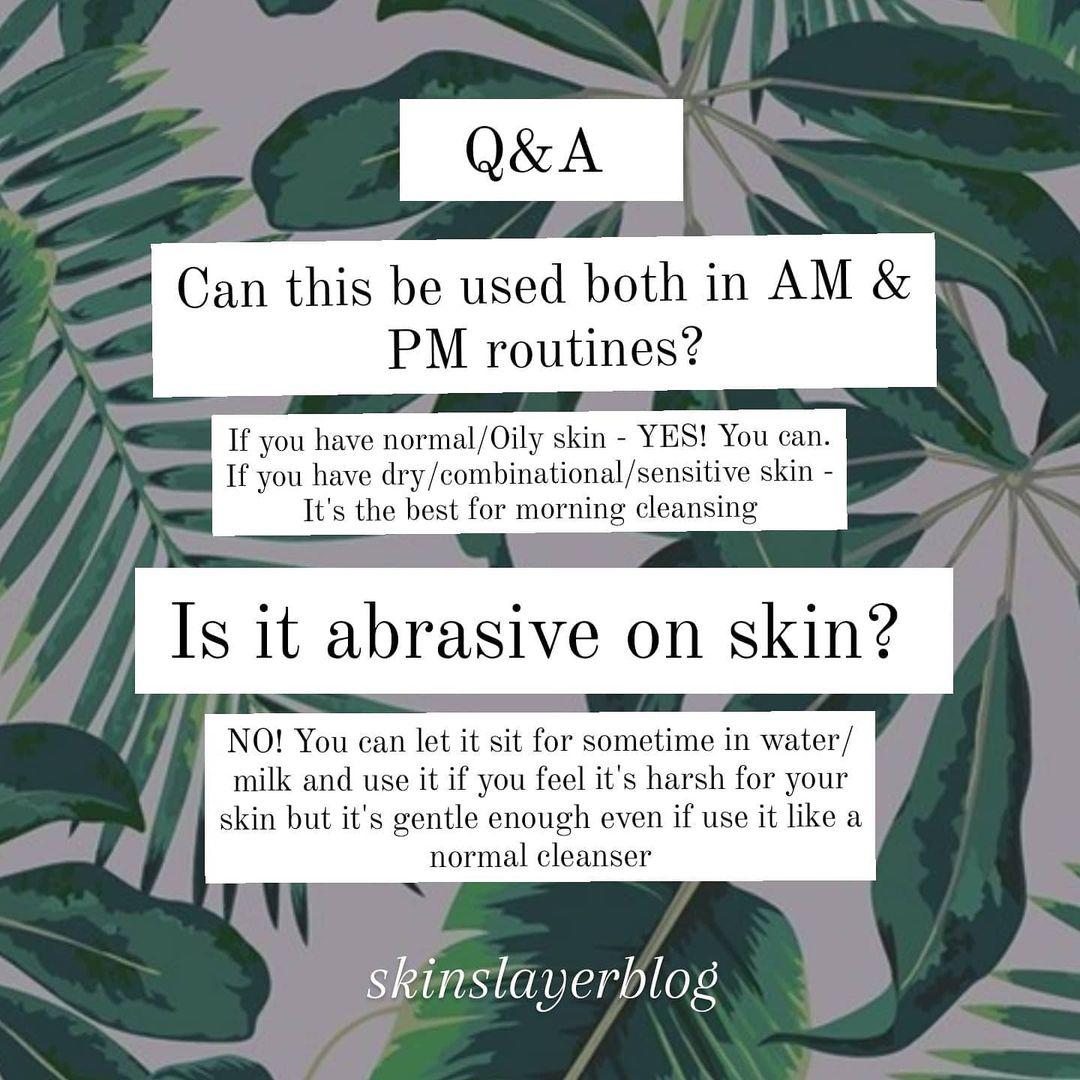 Q&A
Can this be used both in AM &
PM routines?
If you have normal/Oily skin - YES! You can.
If you have dry/combinational/sensitive skin -
It's the best for morning cleansing
Is it abrasive on skin?
NO! You can let it sit for sometime in water/
milk and use it if you feel it's harsh for your
skin but it's gentle enough even if use it like a
normal cleanser
skinslayerblog